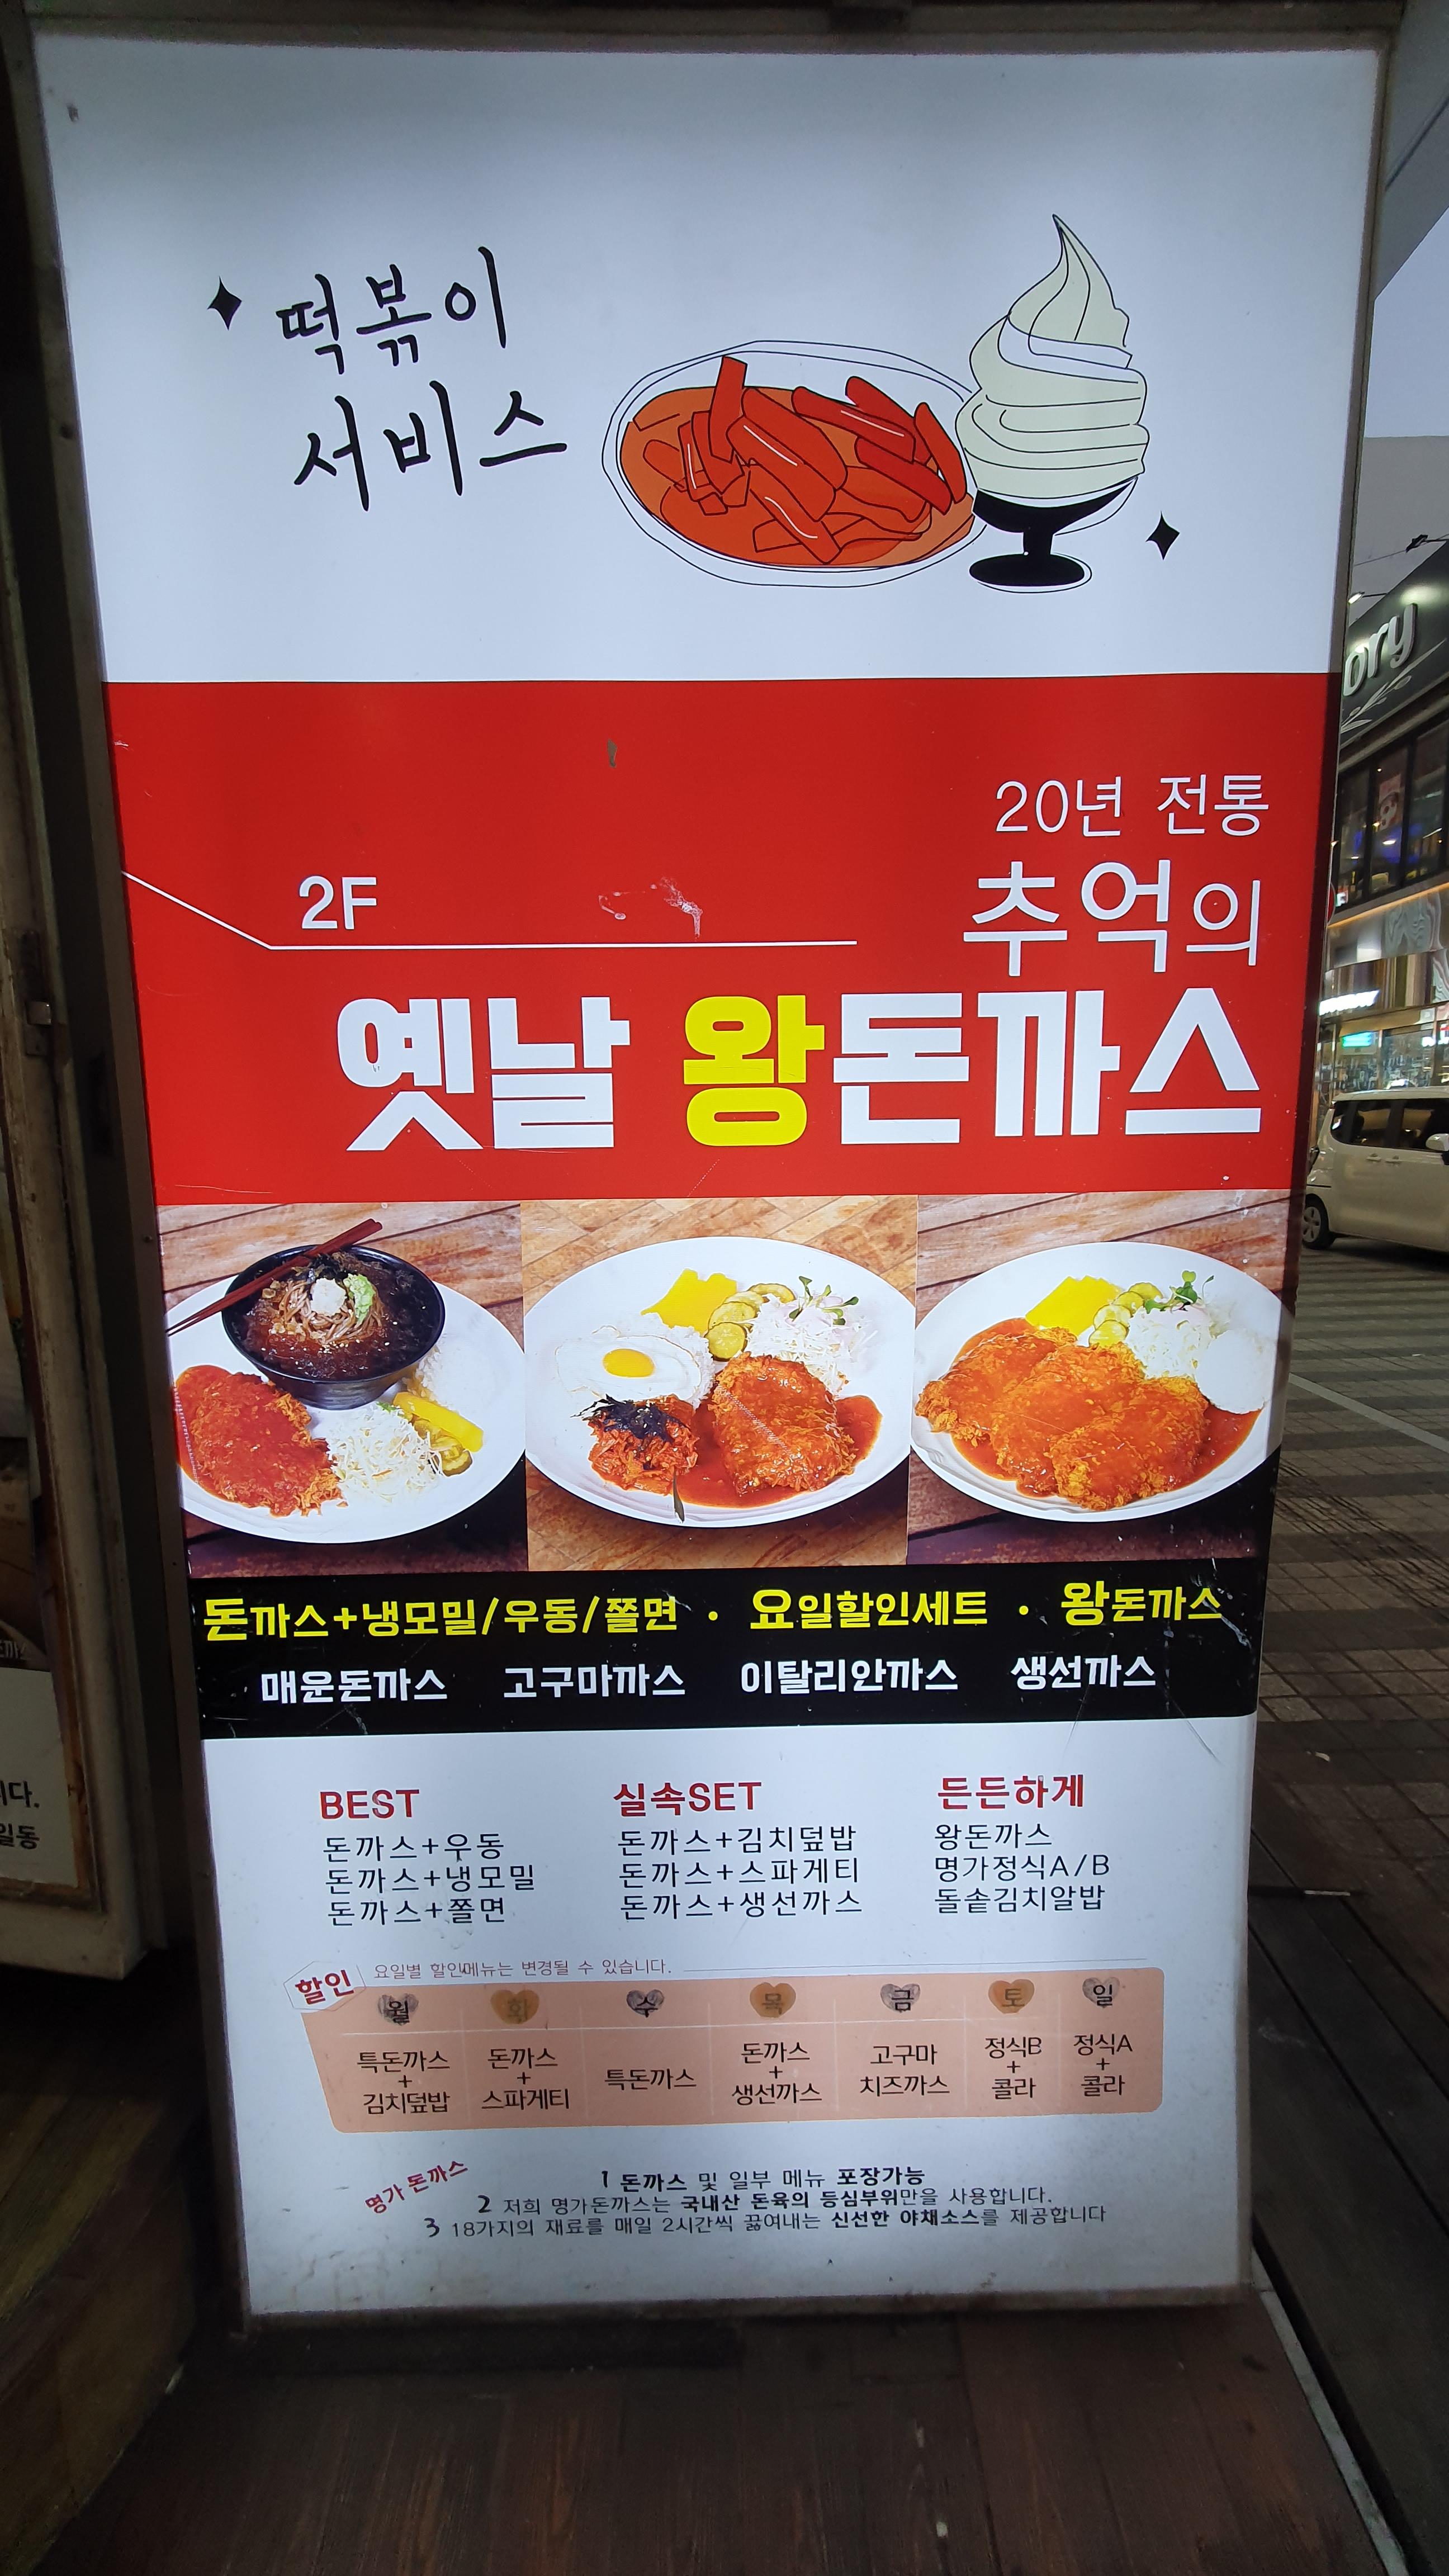 떡볶이
서비스
20년 전통
2F
추억의
옛날 왕돈까스
돈까스+냉모밀/우동/쫄면 · 요일할인세트 · 왕돈까스
매운돈까스 고구마까스 이탈리안까스 생선까스
BEST
돈까스+우동
돈까스+냉모밀
돈까스+쫄면
실속SET
돈까스+김치덮밥
돈까스+스파게티
돈까스+생선까스
든든하게
왕돈까스
명가정식A/B
돌솥김치알밥
할인
요일별 할인메뉴는 변경될 수 있습니다.
월 화 수 목 금 토 일
특돈까스
+
김치덮밥
돈까스
+
스파게티
특돈까스
돈까스
+
생선까스
고구마
치즈까스
정식B
+
콜라
정식A
+
콜라
명가 돈까스
1 돈까스 및 일부 메뉴 포장가능
2 저희 명가돈까스는 국내산 돈육의 등심부위만을 사용합니다.
3 18가지의 재료를 매일 2시간씩 끓여내는 신선한 야채소스를 제공합니다
ory